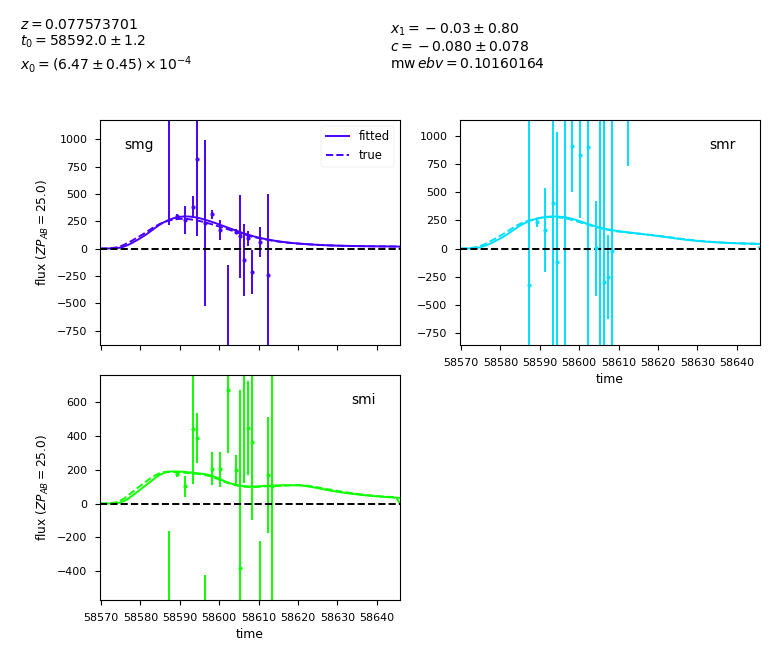 z = 0.077573701
t₀ = 58592.0 ± 1.2
x₀ = (6.47 ± 0.45) × 10⁻⁴
x₁ = −0.03 ± 0.80
c = −0.080 ± 0.078
mw ebv = 0.10160164
smg
fitted
true
1000
750
500
250
0
−250
−500
−750
flux (ZP_AB = 25.0)
smr
1000
750
500
250
0
−250
−500
−750
58570 58580 58590 58600 58610 58620 58630 58640
time
smi
600
400
200
0
−200
−400
flux (ZP_AB = 25.0)
58570 58580 58590 58600 58610 58620 58630 58640
time